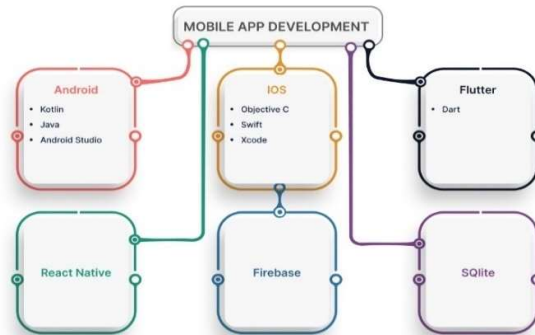 MOBILE APP DEVELOPMENT
Android
• Kotlin
• Java
• Android Studio
IOS
• Objective C
• Swift
• Xcode
Flutter
• Dart
React Native
Firebase
SQlite